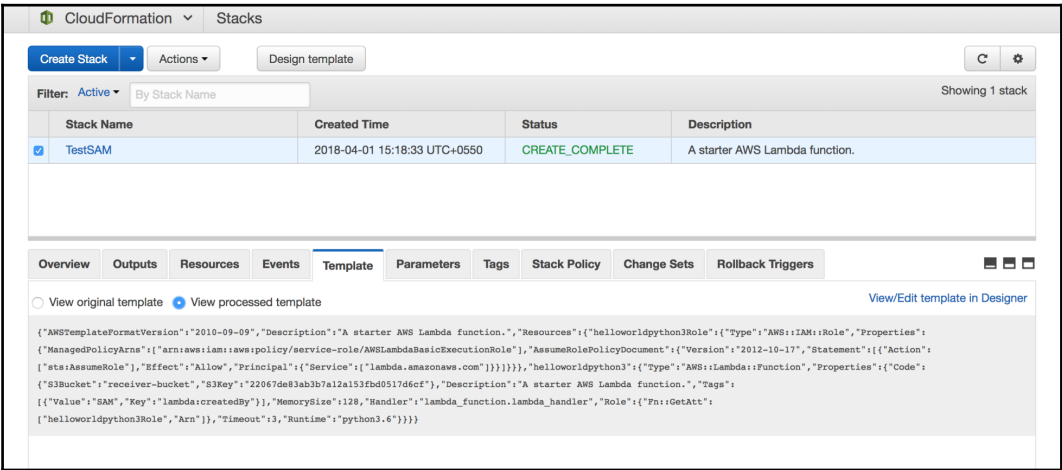 CloudFormation Stacks
Create Stack Actions Design template
Filter: Active By Stack Name Showing 1 stack
Stack Name Created Time Status Description
TestSAM 2018-04-01 15:18:33 UTC+0550 CREATE_COMPLETE A starter AWS Lambda function.
Overview Outputs Resources Events Template Parameters Tags Stack Policy Change Sets Rollback Triggers
View original template View processed template View/Edit template in Designer
{"AWSTemplateFormatVersion":"2010-09-09","Description":"A starter AWS Lambda function.","Resources":{"helloworldpython3Role":{"Type":"AWS::IAM::Role","Properties":
{"ManagedPolicyArns":["arn:aws:iam::aws:policy/service-role/AWSLambdaBasicExecutionRole"],"AssumeRolePolicyDocument":{"Version":"2012-10-17","Statement":[{"Action":
["sts:AssumeRole"],"Effect":"Allow","Principal":{"Service":["lambda.amazonaws.com"]}}]}}},"helloworldpython3":{"Type":"AWS::Lambda::Function","Properties":{"Code":
{"S3Bucket":"receiver-bucket","S3Key":"22067de83ab3b7a12a153fbd0517d6cf"},"Description":"A starter AWS Lambda function.","Tags":
[{"Value":"SAM","Key":"lambda:createdBy"}],"MemorySize":128,"Handler":"lambda_function.lambda_handler","Role":{"Fn::GetAtt":
["helloworldpython3Role","Arn"]},"Timeout":3,"Runtime":"python3.6"}}}}